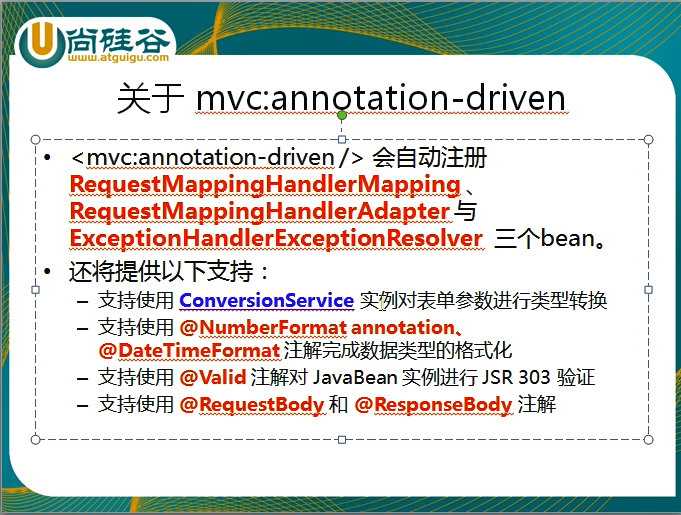 尚硅谷
www.atguigu.com
关于 mvc:annotation-driven
• <mvc:annotation-driven /> 会自动注册
RequestMappingHandlerMapping 、
RequestMappingHandlerAdapter 与
ExceptionHandlerExceptionResolver 三个bean。
• 还将提供以下支持：
– 支持使用 ConversionService 实例对表单参数进行类型转换
– 支持使用 @NumberFormat annotation、
@DateTimeFormat 注解完成数据类型的格式化
– 支持使用 @Valid 注解对 JavaBean 实例进行 JSR 303 验证
– 支持使用 @RequestBody 和 @ResponseBody 注解